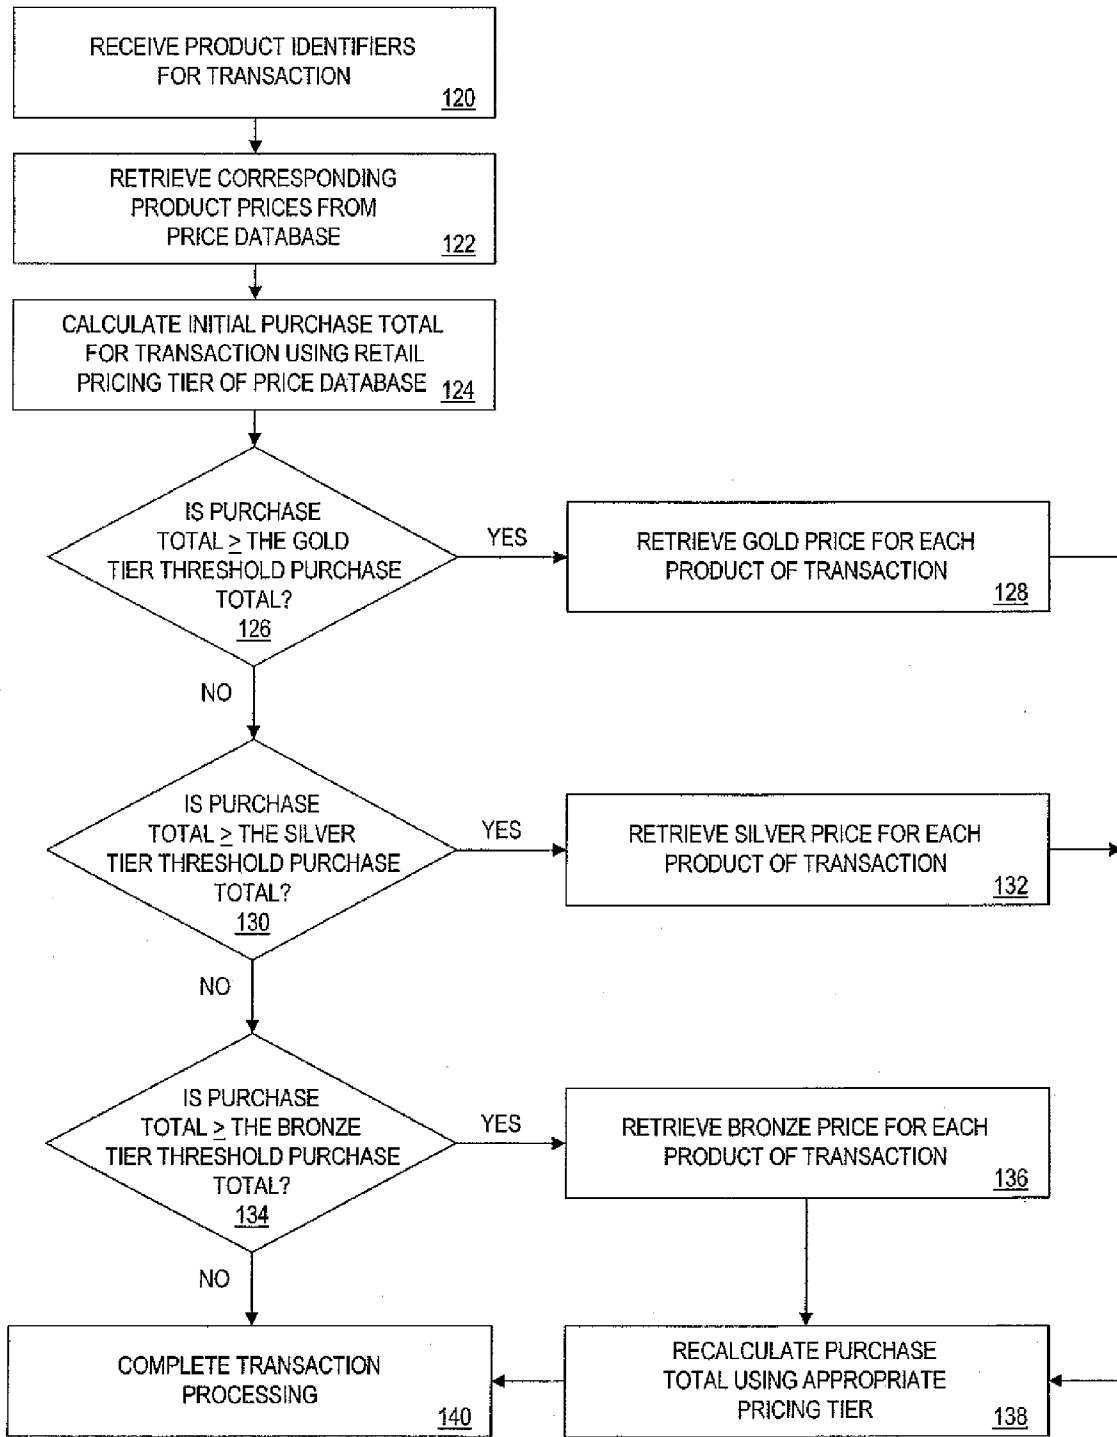 RECEIVE PRODUCT IDENTIFIERS
FOR TRANSACTION
120
RETRIEVE CORRESPONDING
PRODUCT PRICES FROM
PRICE DATABASE
122
CALCULATE INITIAL PURCHASE TOTAL
FOR TRANSACTION USING RETAIL
PRICING TIER OF PRICE DATABASE
124
IS PURCHASE
TOTAL ≥ THE GOLD
TIER THRESHOLD PURCHASE
TOTAL?
126
YES
RETRIEVE GOLD PRICE FOR EACH
PRODUCT OF TRANSACTION
128
NO
IS PURCHASE
TOTAL ≥ THE SILVER
TIER THRESHOLD PURCHASE
TOTAL?
130
YES
RETRIEVE SILVER PRICE FOR EACH
PRODUCT OF TRANSACTION
132
NO
IS PURCHASE
TOTAL ≥ THE BRONZE
TIER THRESHOLD PURCHASE
TOTAL?
134
YES
RETRIEVE BRONZE PRICE FOR EACH
PRODUCT OF TRANSACTION
136
NO
COMPLETE TRANSACTION
PROCESSING
140
RECALCULATE PURCHASE
TOTAL USING APPROPRIATE
PRICING TIER
138